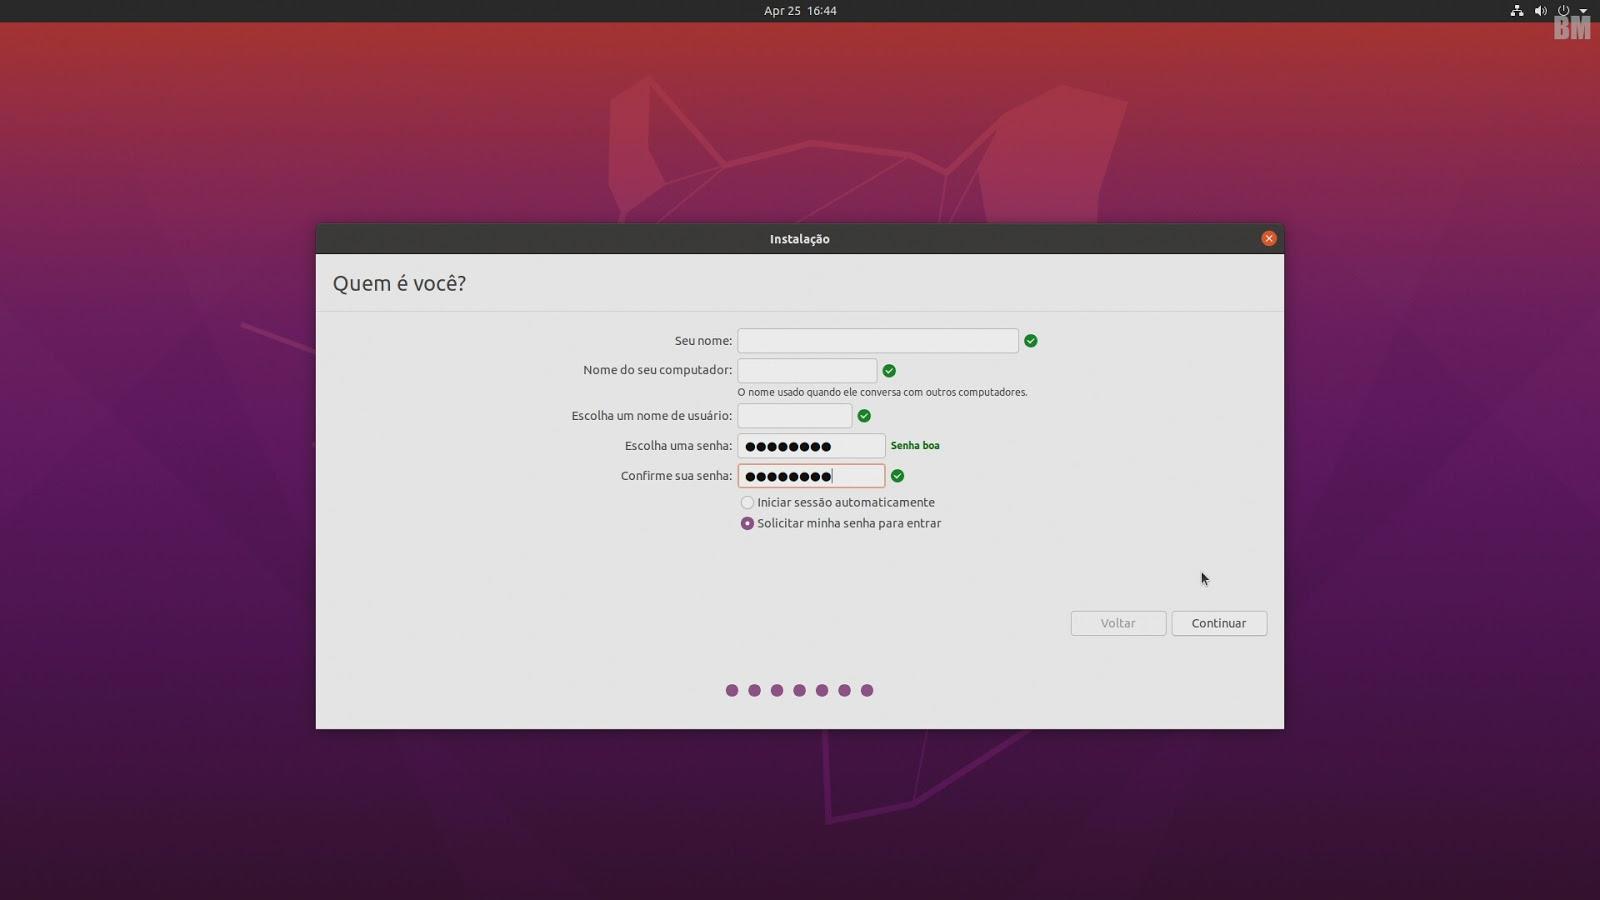 Apr 25 16:44
BM
Instalação
Quem é você?
Seu nome:
Nome do seu computador:
O nome usado quando ele conversa com outros computadores.
Escolha um nome de usuário:
Escolha uma senha: ●●●●●●●● Senha boa
Confirme sua senha: ●●●●●●●●
Iniciar sessão automaticamente
Solicitar minha senha para entrar
Voltar Continuar